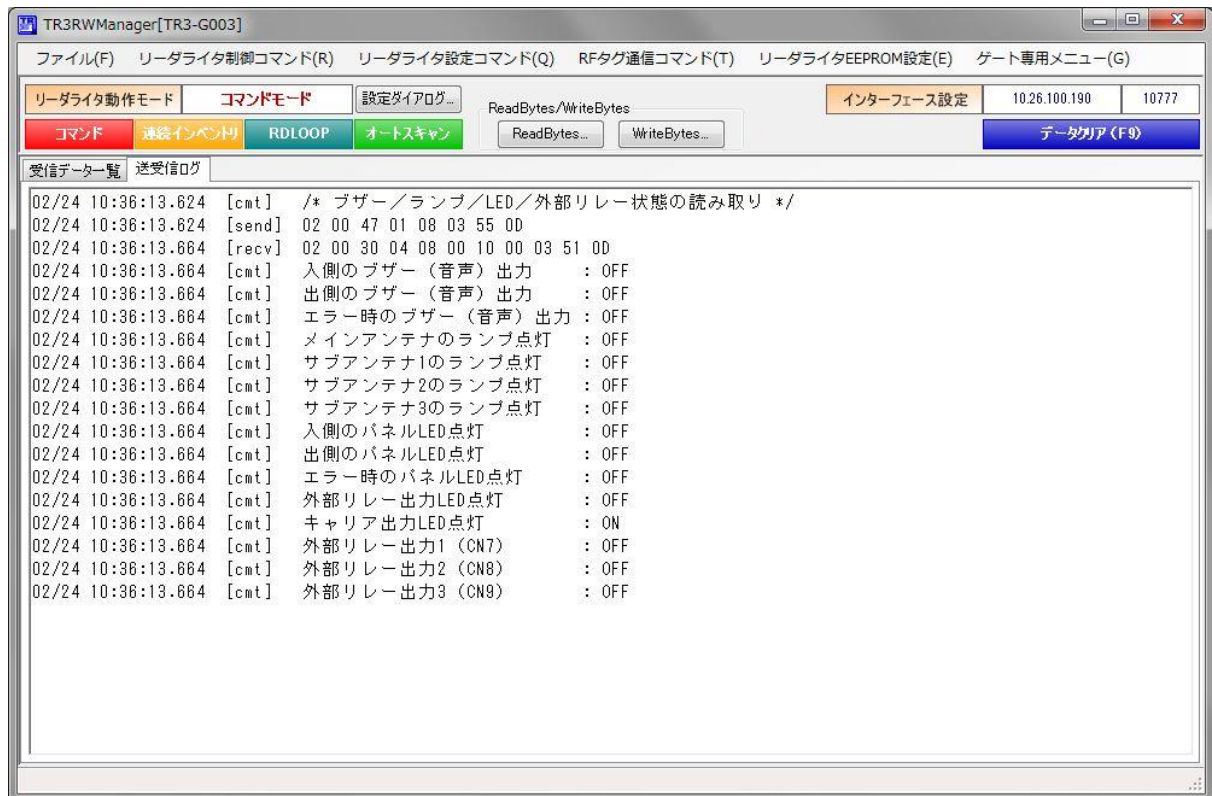 TR3RWManager[TR3-G003]
ファイル(F) リーダライタ制御コマンド(R) リーダライタ設定コマンド(Q) RFタグ通信コマンド(T) リーダライタEEPROM設定(E) ゲート専用メニュー(G)
リーダライタ動作モード コマンドモード 設定ダイアログ... ReadBytes/WriteBytes インターフェース設定 10.26.100.190 10777
コマンド 連続インベントリ RDLOOP オートスキャン ReadBytes... WriteBytes... データクリア (F9)
受信データ一覧 送受信ログ
02/24 10:36:13.624 [cmt] /* ブザー／ランプ／LED／外部リレー状態の読み取り */
02/24 10:36:13.624 [send] 02 00 47 01 08 03 55 0D
02/24 10:36:13.664 [recv] 02 00 30 04 08 00 10 00 03 51 0D
02/24 10:36:13.664 [cmt] 入側のブザー（音声）出力 : OFF
02/24 10:36:13.664 [cmt] 出側のブザー（音声）出力 : OFF
02/24 10:36:13.664 [cmt] エラー時のブザー（音声）出力 : OFF
02/24 10:36:13.664 [cmt] メインアンテナのランプ点灯 : OFF
02/24 10:36:13.664 [cmt] サブアンテナ1のランプ点灯 : OFF
02/24 10:36:13.664 [cmt] サブアンテナ2のランプ点灯 : OFF
02/24 10:36:13.664 [cmt] サブアンテナ3のランプ点灯 : OFF
02/24 10:36:13.664 [cmt] 入側のパネルLED点灯 : OFF
02/24 10:36:13.664 [cmt] 出側のパネルLED点灯 : OFF
02/24 10:36:13.664 [cmt] エラー時のパネルLED点灯 : OFF
02/24 10:36:13.664 [cmt] 外部リレー出力LED点灯 : OFF
02/24 10:36:13.664 [cmt] キャリア出力LED点灯 : ON
02/24 10:36:13.664 [cmt] 外部リレー出力1（CN7） : OFF
02/24 10:36:13.664 [cmt] 外部リレー出力2（CN8） : OFF
02/24 10:36:13.664 [cmt] 外部リレー出力3（CN9） : OFF